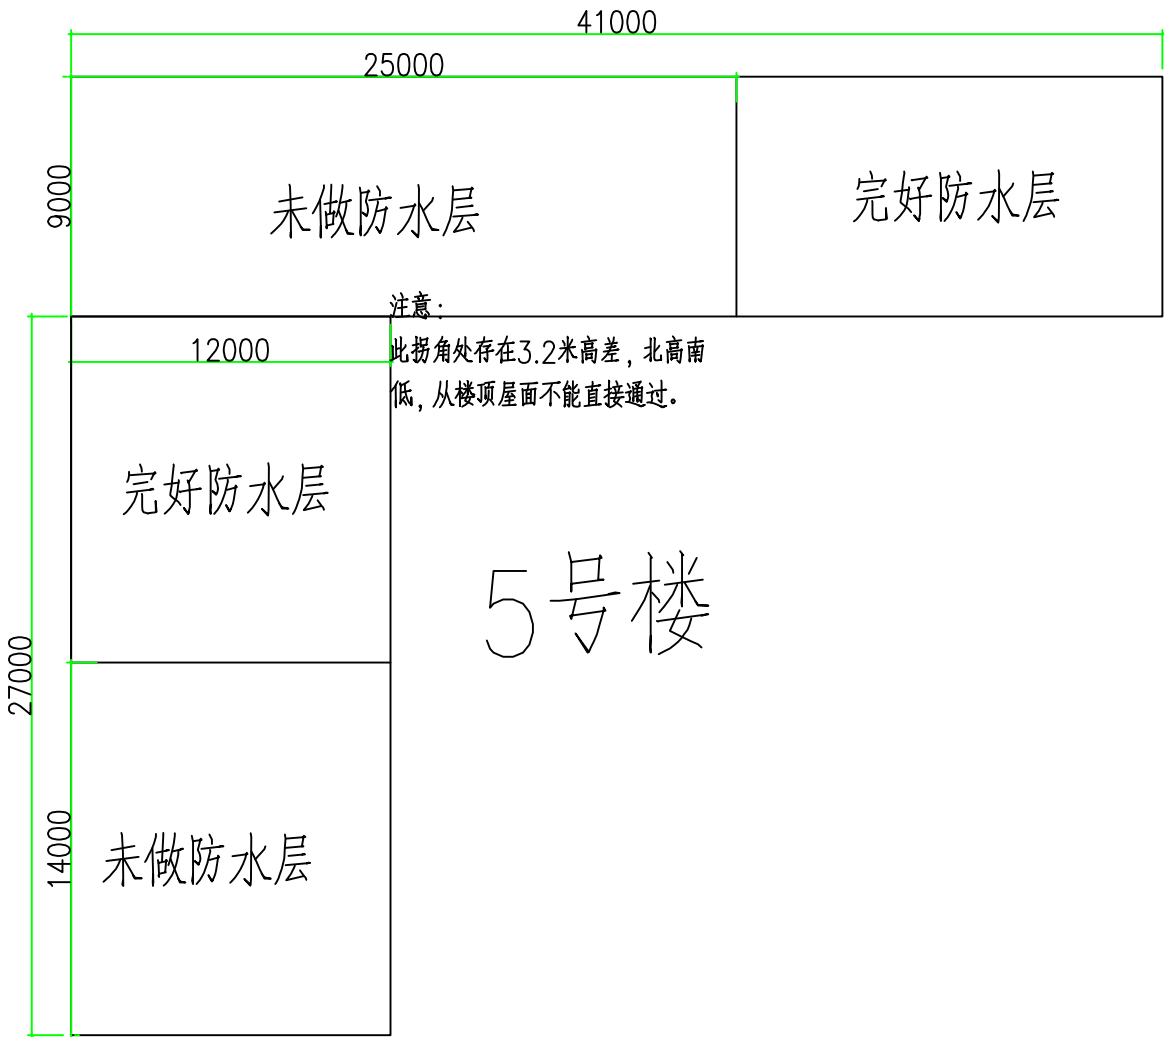 41000
25000
9000
未做防水层
完好防水层
注意：
此拐角处存在3.2米高差，北高南
低，从楼顶屋面不能直接通过。
12000
完好防水层
5号楼
27000
14000
未做防水层